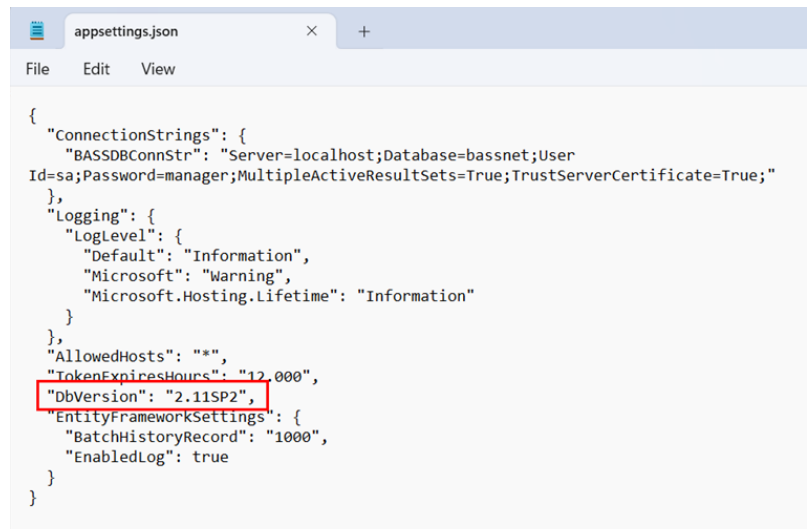 appsettings.json × +
File Edit View
{
"ConnectionStrings": {
"BASSDBConnStr": "Server=localhost;Database=bassnet;User
Id=sa;Password=manager;MultipleActiveResultSets=True;TrustServerCertificate=True;"
},
"Logging": {
"LogLevel": {
"Default": "Information",
"Microsoft": "Warning",
"Microsoft.Hosting.Lifetime": "Information"
}
},
"AllowedHosts": "*",
"TokenExpiresHours": "12.000",
"DbVersion": "2.11SP2",
"EntityFrameworkSettings": {
"BatchHistoryRecord": "1000",
"EnabledLog": true
}
}